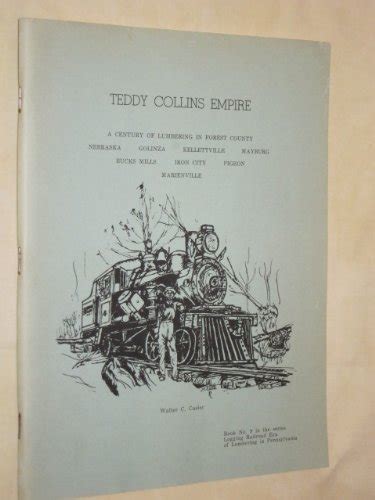 TEDDY COLLINS EMPIRE
A CENTURY OF LUMBERING IN FOREST COUNTY
NEBRASKA GOLINZA KELLETTVILLE MAYBURG
BUCKS MILLS IRON CITY PIGEON
MARIENVILLE
Walter C. Casler
Book No. in the series
Logging Railroad Era
of Lumbering in Pennsylvania